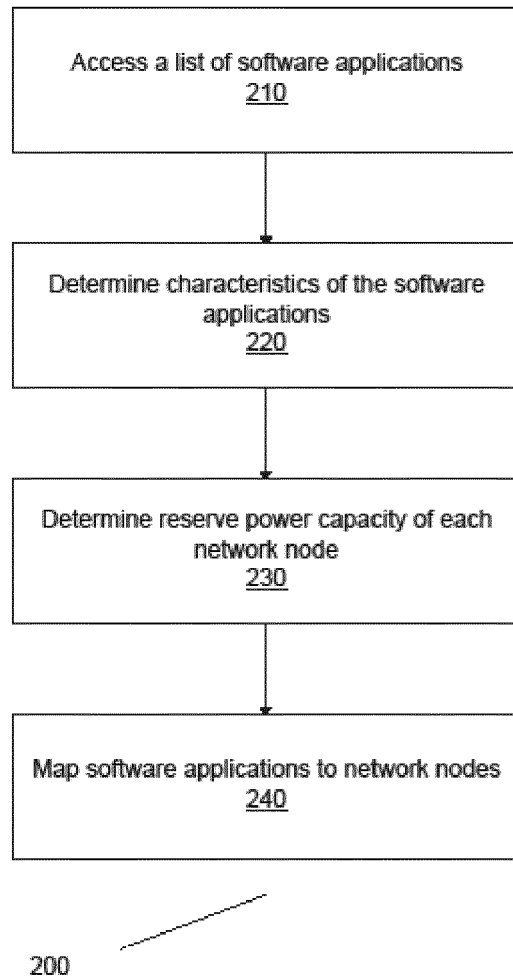 Access a list of software applications
210
Determine characteristics of the software
applications
220
Determine reserve power capacity of each
network node
230
Map software applications to network nodes
240
200